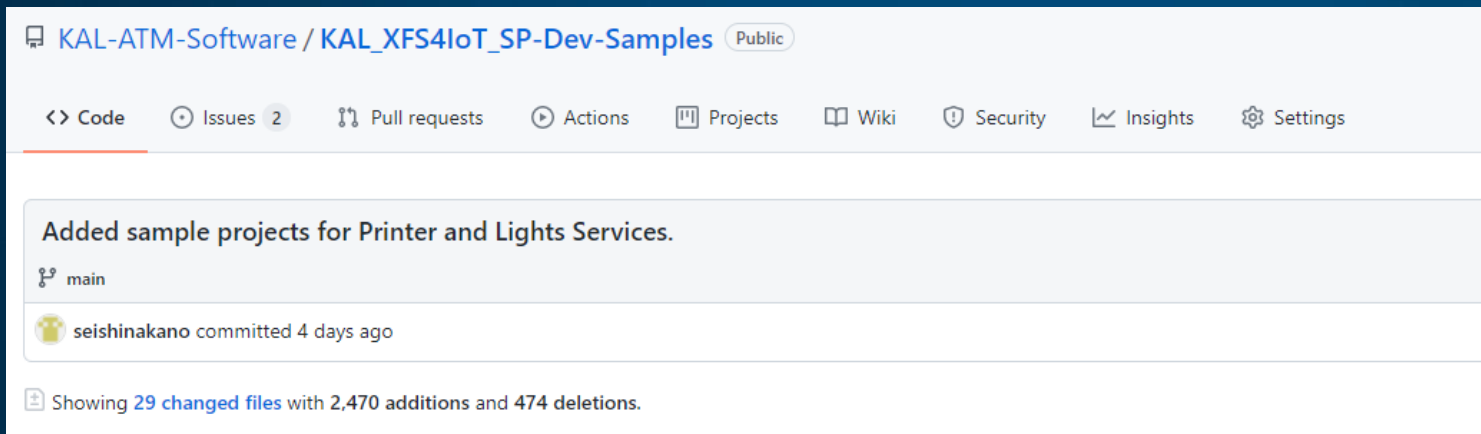 KAL-ATM-Software / KAL_XFS4IoT_SP-Dev-Samples Public
Code Issues 2 Pull requests Actions Projects Wiki Security Insights Settings
Added sample projects for Printer and Lights Services.
main
seishinakano committed 4 days ago
Showing 29 changed files with 2,470 additions and 474 deletions.